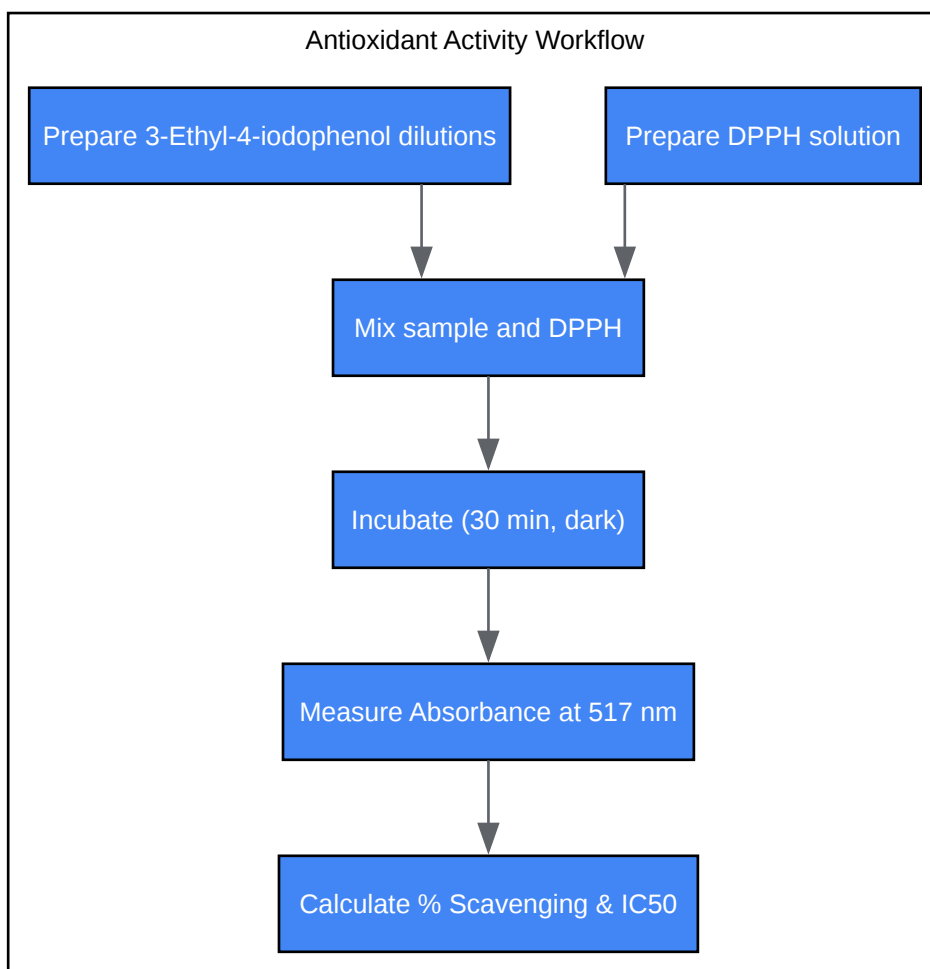 Antioxidant Activity Workflow
Prepare 3-Ethyl-4-iodophenol dilutions
Prepare DPPH solution
Mix sample and DPPH
Incubate (30 min, dark)
Measure Absorbance at 517 nm
Calculate % Scavenging & IC50